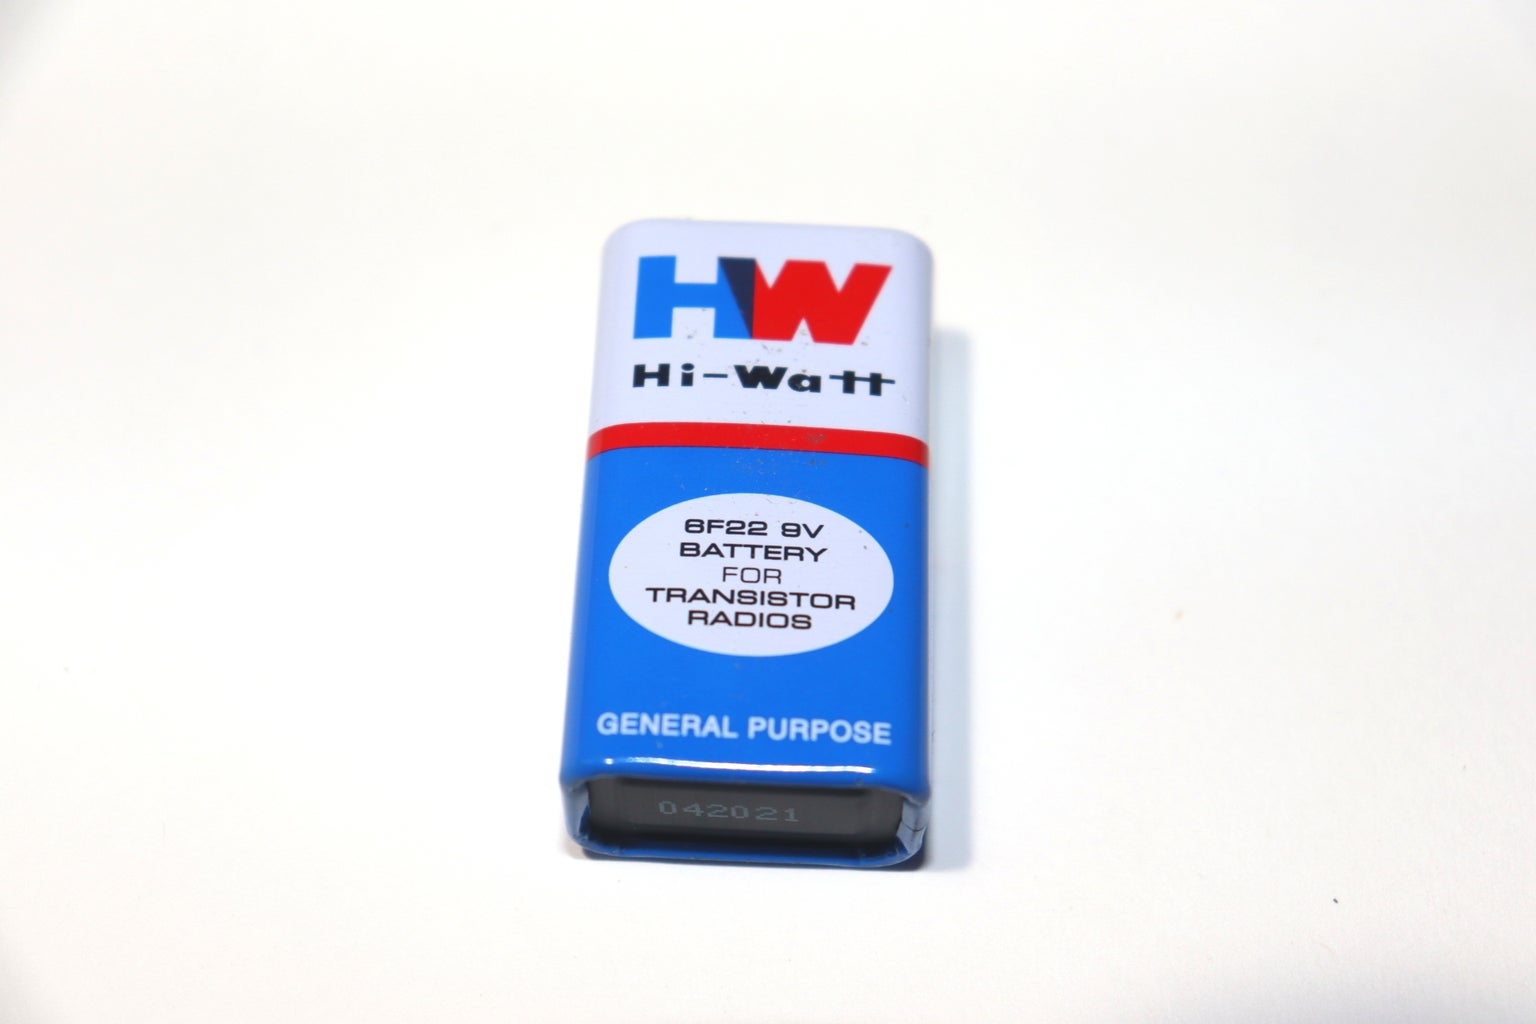 HW
Hi-Watt
6F22 9V
BATTERY
FOR
TRANSISTOR
RADIOS
GENERAL PURPOSE
042021